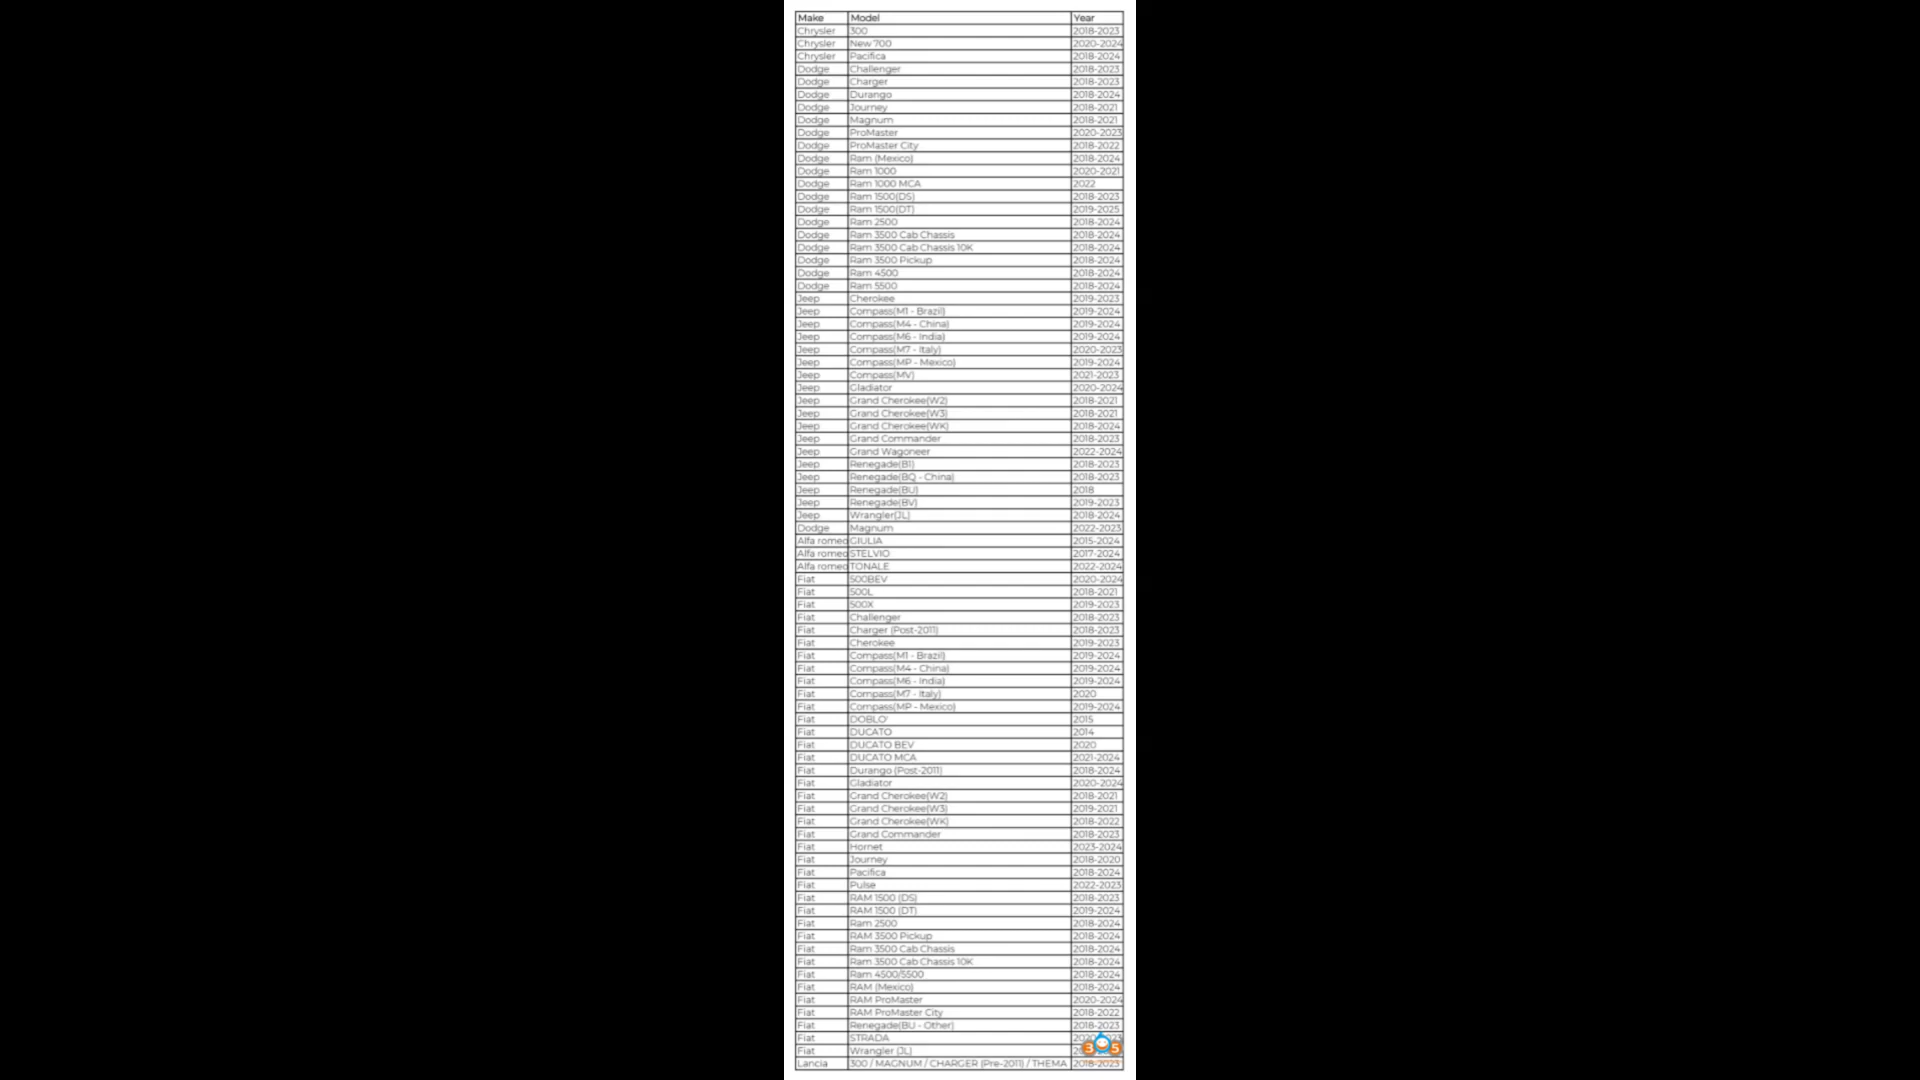 Make Model Year
Chrysler 300 2018-2023
Chrysler New 700 2020-2024
Chrysler Pacifica 2018-2024
Dodge Challenger 2018-2023
Dodge Charger 2018-2023
Dodge Durango 2018-2024
Dodge Journey 2018-2021
Dodge Magnum 2018-2021
Dodge ProMaster 2020-2023
Dodge ProMaster City 2018-2022
Dodge Ram (Mexico) 2018-2024
Dodge Ram 1000 2020-2021
Dodge Ram 1000 MCA 2022
Dodge Ram 1500(DS) 2018-2023
Dodge Ram 1500(DT) 2019-2025
Dodge Ram 2500 2018-2024
Dodge Ram 3500 Cab Chassis 2018-2024
Dodge Ram 3500 Cab Chassis 10K 2018-2024
Dodge Ram 3500 Pickup 2018-2024
Dodge Ram 4500 2018-2024
Dodge Ram 5500 2018-2024
Jeep Cherokee 2019-2023
Jeep Compass(M1 - Brazil) 2019-2024
Jeep Compass(M4 - China) 2019-2024
Jeep Compass(M6 - India) 2019-2024
Jeep Compass(M7 - Italy) 2020-2023
Jeep Compass(MP - Mexico) 2019-2024
Jeep Compass(MV) 2021-2023
Jeep Gladiator 2020-2024
Jeep Grand Cherokee(W2) 2018-2021
Jeep Grand Cherokee(W3) 2018-2021
Jeep Grand Cherokee(WK) 2018-2024
Jeep Grand Commander 2018-2023
Jeep Grand Wagoneer 2022-2024
Jeep Renegade(B1) 2018-2023
Jeep Renegade(BQ - China) 2018-2023
Jeep Renegade(BU) 2018
Jeep Renegade(BV) 2019-2023
Jeep Wrangler(JL) 2018-2024
Dodge Magnum 2022-2023
Alfa romeo GIULIA 2015-2024
Alfa romeo STELVIO 2017-2024
Alfa romeo TONALE 2022-2024
Fiat 500BEV 2020-2024
Fiat 500L 2018-2021
Fiat 500X 2019-2023
Fiat Challenger 2018-2023
Fiat Charger (Post-2011) 2018-2023
Fiat Cherokee 2019-2023
Fiat Compass(M1 - Brazil) 2019-2024
Fiat Compass(M4 - China) 2019-2024
Fiat Compass(M6 - India) 2019-2024
Fiat Compass(M7 - Italy) 2020
Fiat Compass(MP - Mexico) 2019-2024
Fiat DOBLO' 2015
Fiat DUCATO 2014
Fiat DUCATO BEV 2020
Fiat DUCATO MCA 2021-2024
Fiat Durango (Post-2011) 2018-2024
Fiat Gladiator 2020-2024
Fiat Grand Cherokee(W2) 2018-2021
Fiat Grand Cherokee(W3) 2019-2021
Fiat Grand Cherokee(WK) 2018-2022
Fiat Grand Commander 2018-2023
Fiat Hornet 2023-2024
Fiat Journey 2018-2020
Fiat Pacifica 2018-2024
Fiat Pulse 2022-2023
Fiat RAM 1500 (DS) 2018-2023
Fiat RAM 1500 (DT) 2019-2024
Fiat Ram 2500 2018-2024
Fiat RAM 3500 Pickup 2018-2024
Fiat Ram 3500 Cab Chassis 2018-2024
Fiat Ram 3500 Cab Chassis 10K 2018-2024
Fiat Ram 4500/5500 2018-2024
Fiat RAM (Mexico) 2018-2024
Fiat RAM ProMaster 2020-2024
Fiat RAM ProMaster City 2018-2022
Fiat Renegade(BU - Other) 2018-2023
Fiat STRADA
Fiat Wrangler (JL)
Lancia 300 / MAGNUM / CHARGER (Pre-2011) / THEMA 2018-2023